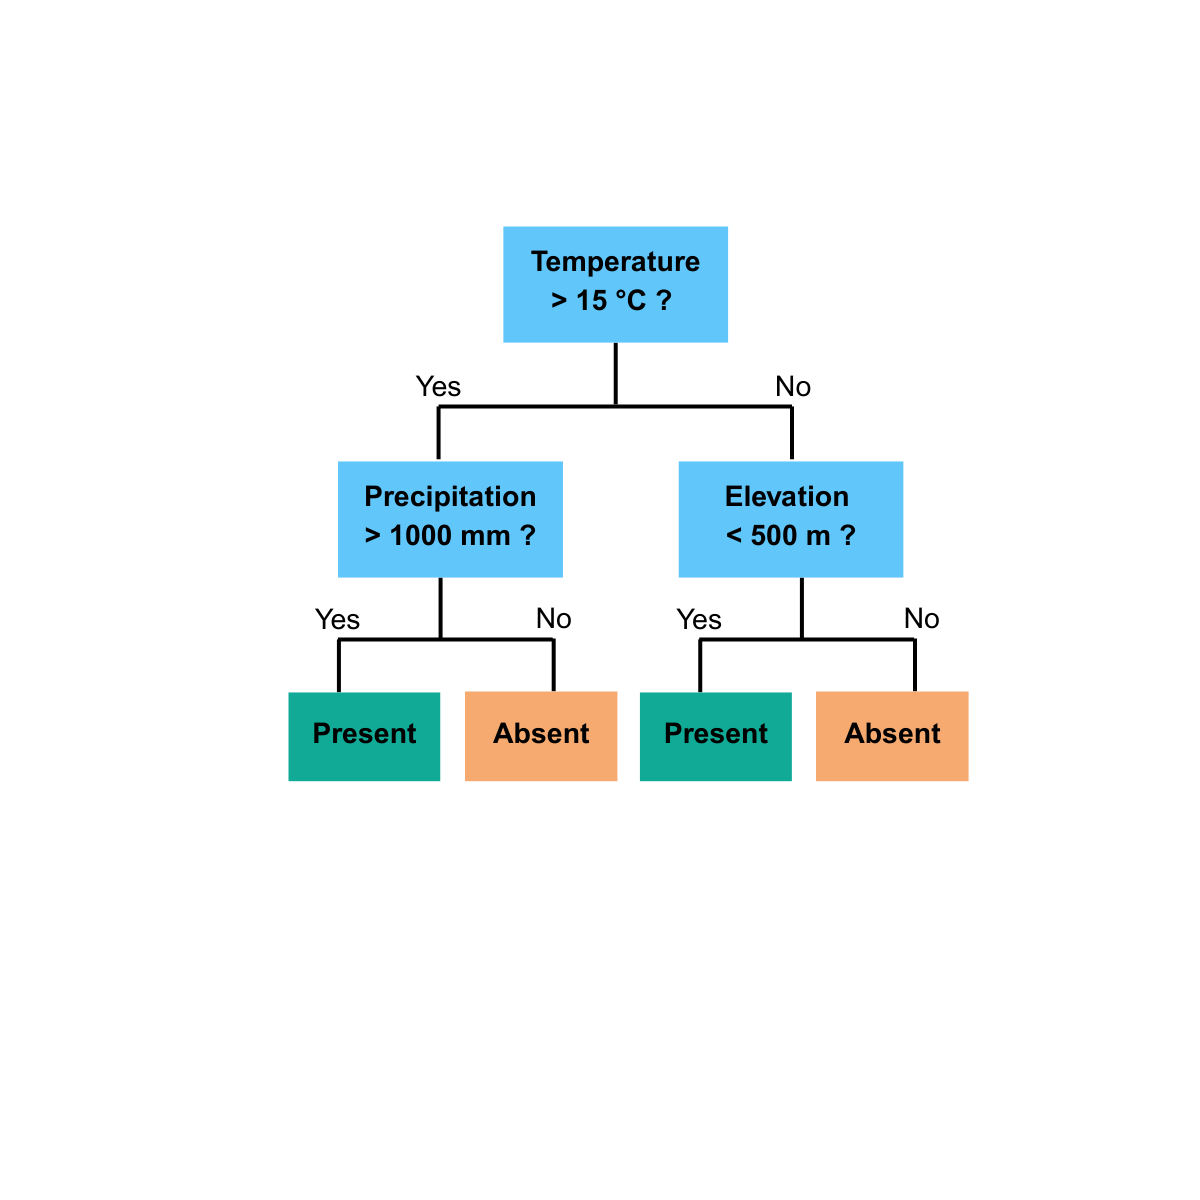 Temperature
> 15 °C ?
Yes
No
Precipitation
> 1000 mm ?
Elevation
< 500 m ?
Yes
No
Yes
No
Present
Absent
Present
Absent